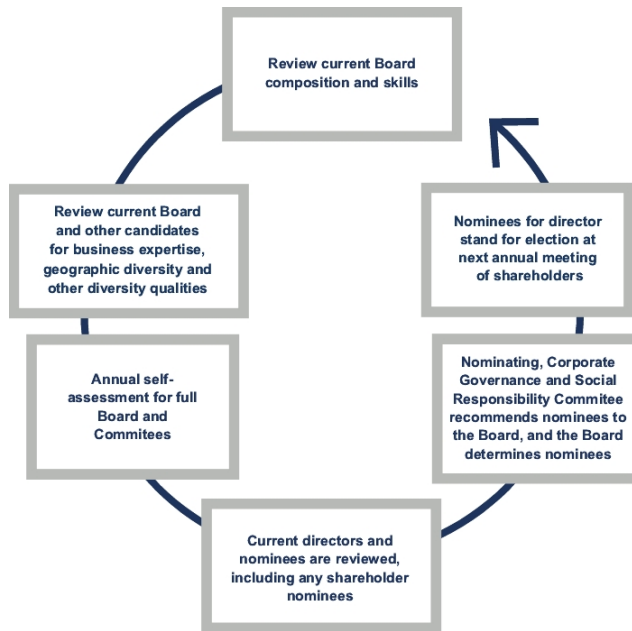 Review current Board
composition and skills
Review current Board
and other candidates
for business expertise,
geographic diversity and
other diversity qualities
Annual self-
assessment for full
Board and
Commitees
Current directors and
nominees are reviewed,
including any shareholder
nominees
Nominating, Corporate
Governance and Social
Responsibility Commitee
recommends nominees to
the Board, and the Board
determines nominees
Nominees for director
stand for election at
next annual meeting
of shareholders